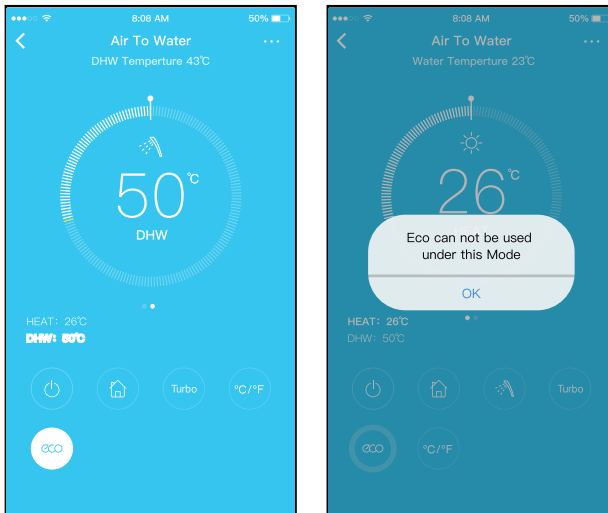 8:08 AM
50%
Air To Water
DHW Temperture 43℃
50℃
DHW
HEAT: 26℃
DHW: 50℃
Turbo
°C/°F
eco
8:08 AM
50%
Air To Water
Water Temperture 23℃
26℃
Eco can not be used
under this Mode
OK
HEAT: 26℃
DHW: 50℃
Turbo
eco
°C/°F